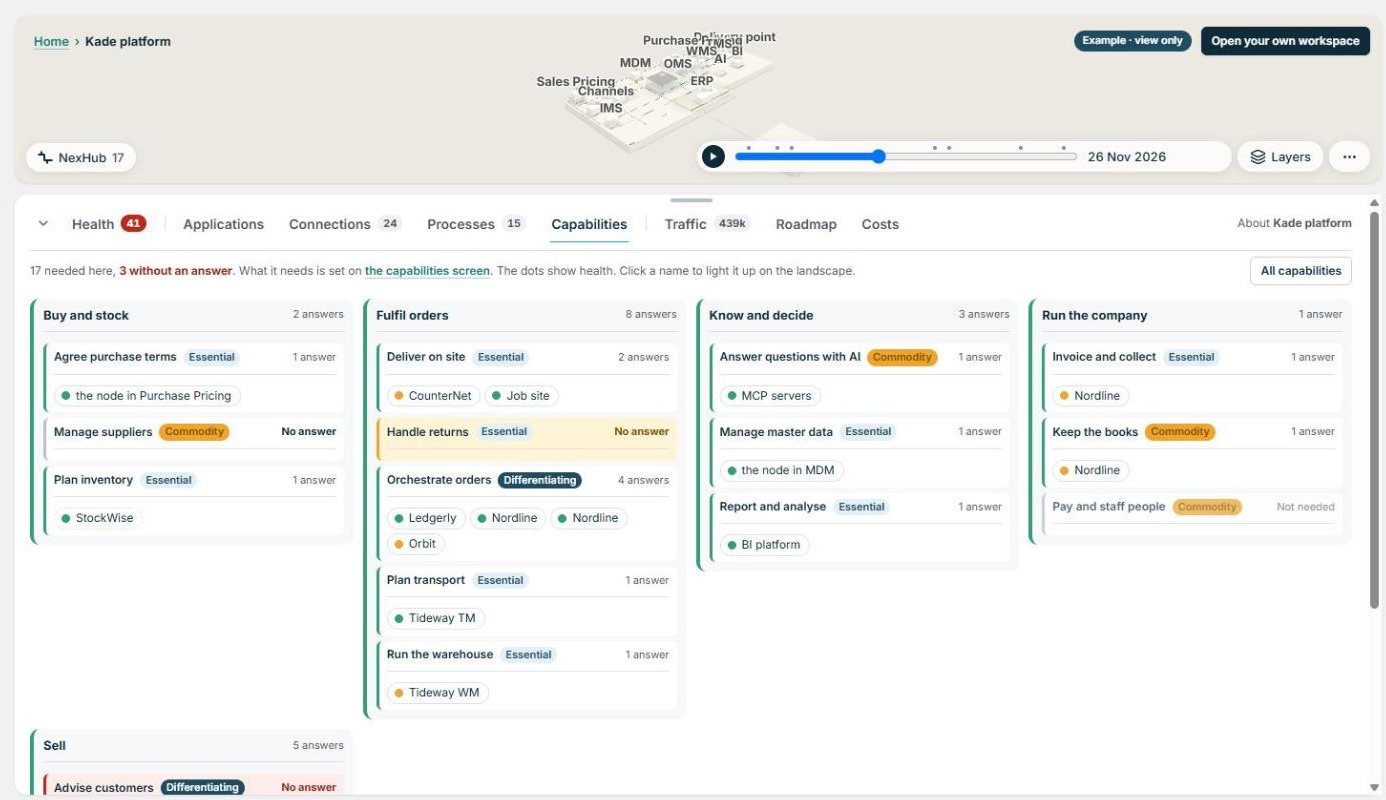 Home › Kade platform
Example · view only
Open your own workspace
Purchase Pricing
Delivery point
TMS
WMS
BI
AI
MDM
OMS
ERP
Sales Pricing
Channels
IMS
NexHub 17
26 Nov 2026
Layers
Health 41
Applications
Connections 24
Processes 15
Capabilities
Traffic 439k
Roadmap
Costs
About Kade platform
17 needed here, 3 without an answer. What it needs is set on the capabilities screen. The dots show health. Click a name to light it up on the landscape.
All capabilities
Buy and stock 2 answers
Agree purchase terms Essential 1 answer
the node in Purchase Pricing
Manage suppliers Commodity No answer
Plan inventory Essential 1 answer
StockWise
Fulfil orders 8 answers
Deliver on site Essential 2 answers
CounterNet Job site
Handle returns Essential No answer
Orchestrate orders Differentiating 4 answers
Ledgerly Nordline Nordline
Orbit
Plan transport Essential 1 answer
Tideway TM
Run the warehouse Essential 1 answer
Tideway WM
Know and decide 3 answers
Answer questions with AI Commodity 1 answer
MCP servers
Manage master data Essential 1 answer
the node in MDM
Report and analyse Essential 1 answer
BI platform
Run the company 1 answer
Invoice and collect Essential 1 answer
Nordline
Keep the books Commodity 1 answer
Nordline
Pay and staff people Commodity Not needed
Sell 5 answers
Advise customers Differentiating No answer